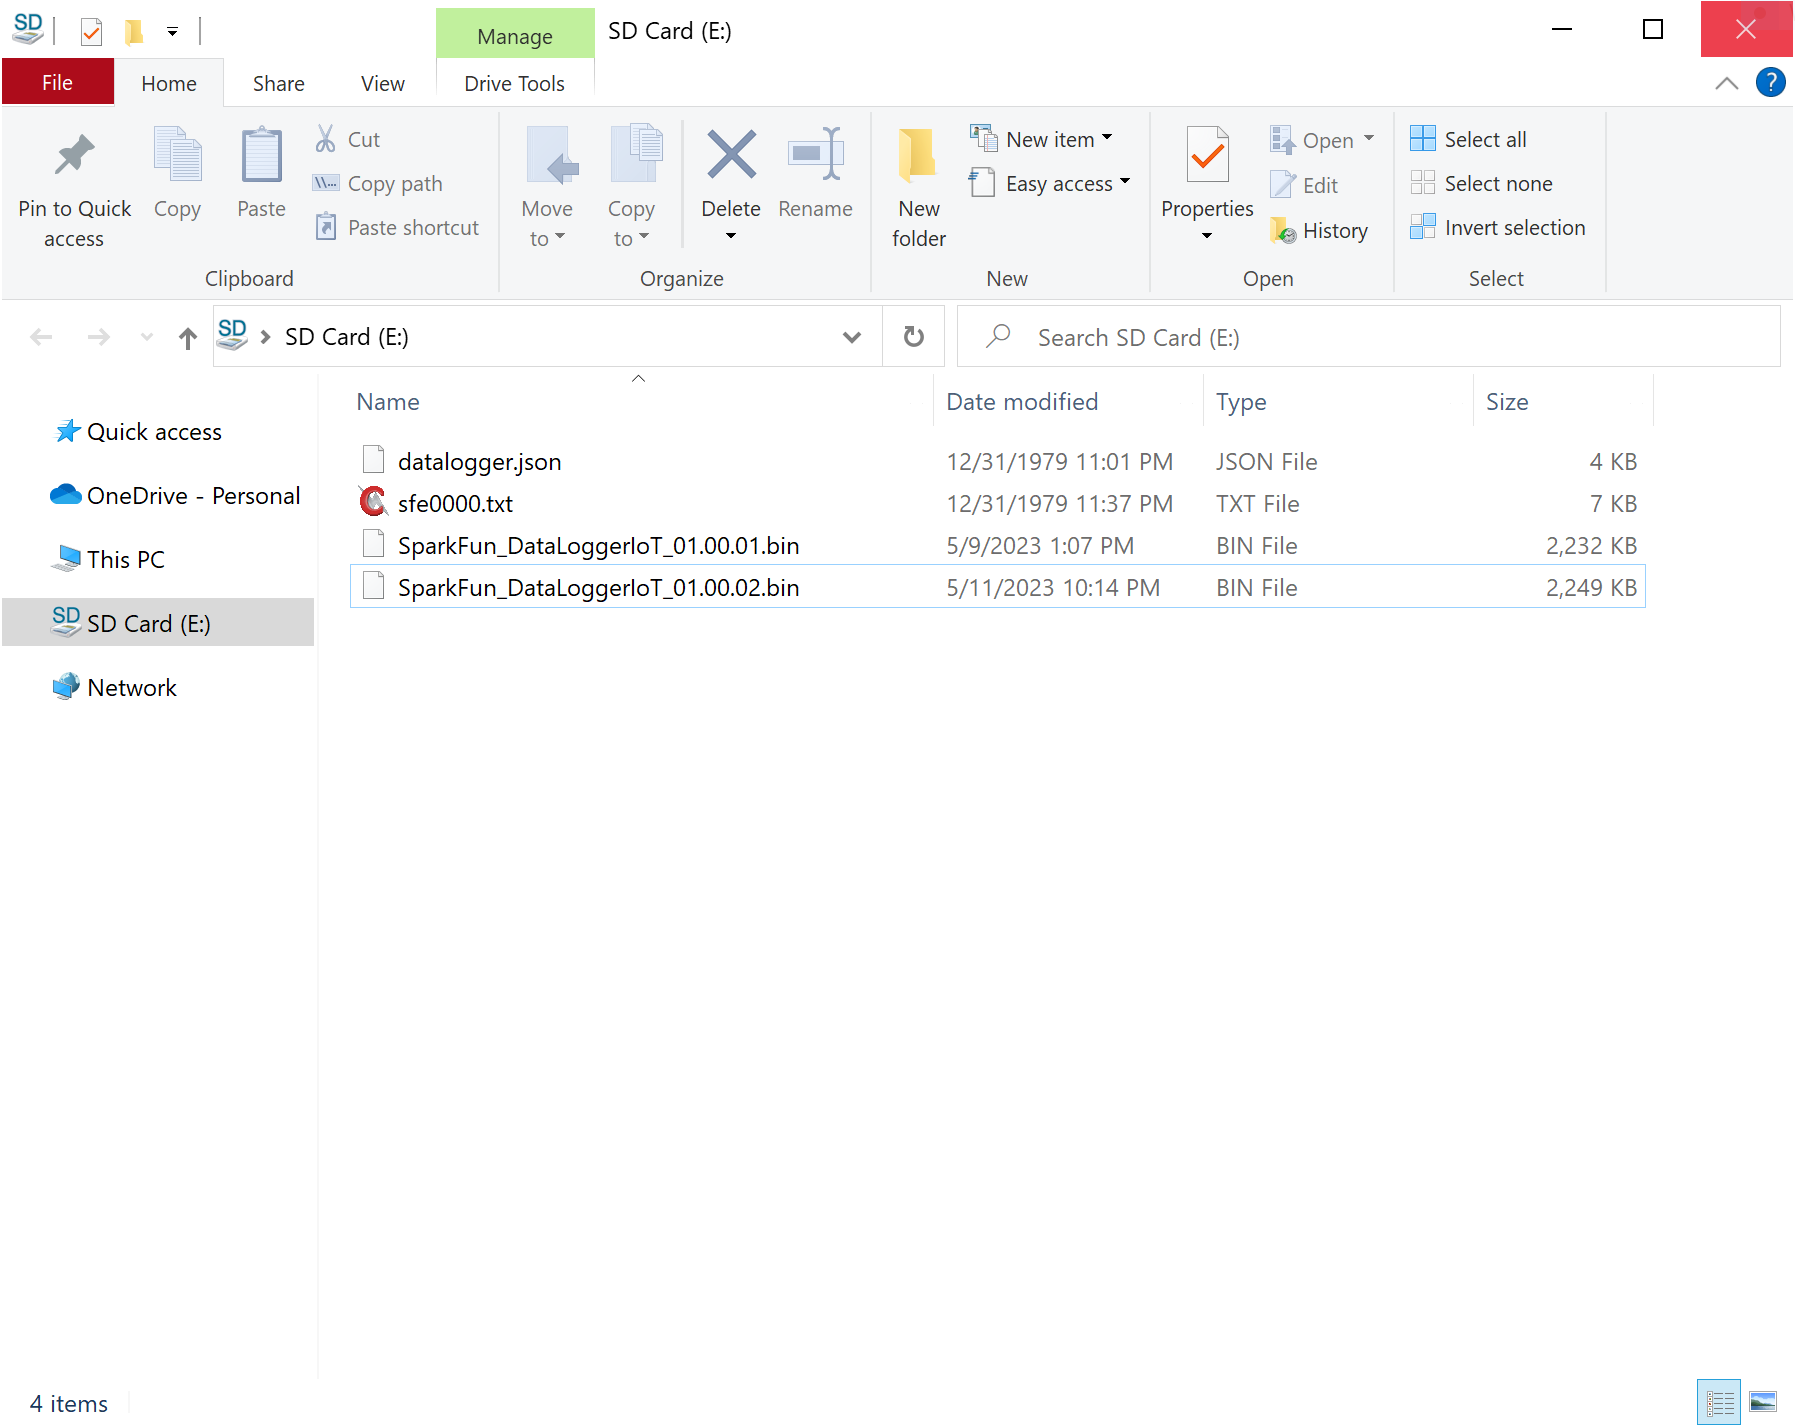 SD
Manage
SD Card (E:)
File
Home
Share
View
Drive Tools
?
Pin to Quick access
Copy
Paste
Cut
Copy path
Paste shortcut
Clipboard
Move to
Copy to
Delete
Rename
Organize
New folder
New item
Easy access
New
Properties
Open
Edit
History
Open
Select all
Select none
Invert selection
Select
SD
SD Card (E:)
Search SD Card (E:)
Name Date modified Type Size
Quick access
OneDrive - Personal
This PC
SD SD Card (E:)
Network
datalogger.json 12/31/1979 11:01 PM JSON File 4 KB
sfe0000.txt 12/31/1979 11:37 PM TXT File 7 KB
SparkFun_DataLoggerIoT_01.00.01.bin 5/9/2023 1:07 PM BIN File 2,232 KB
SparkFun_DataLoggerIoT_01.00.02.bin 5/11/2023 10:14 PM BIN File 2,249 KB
4 items